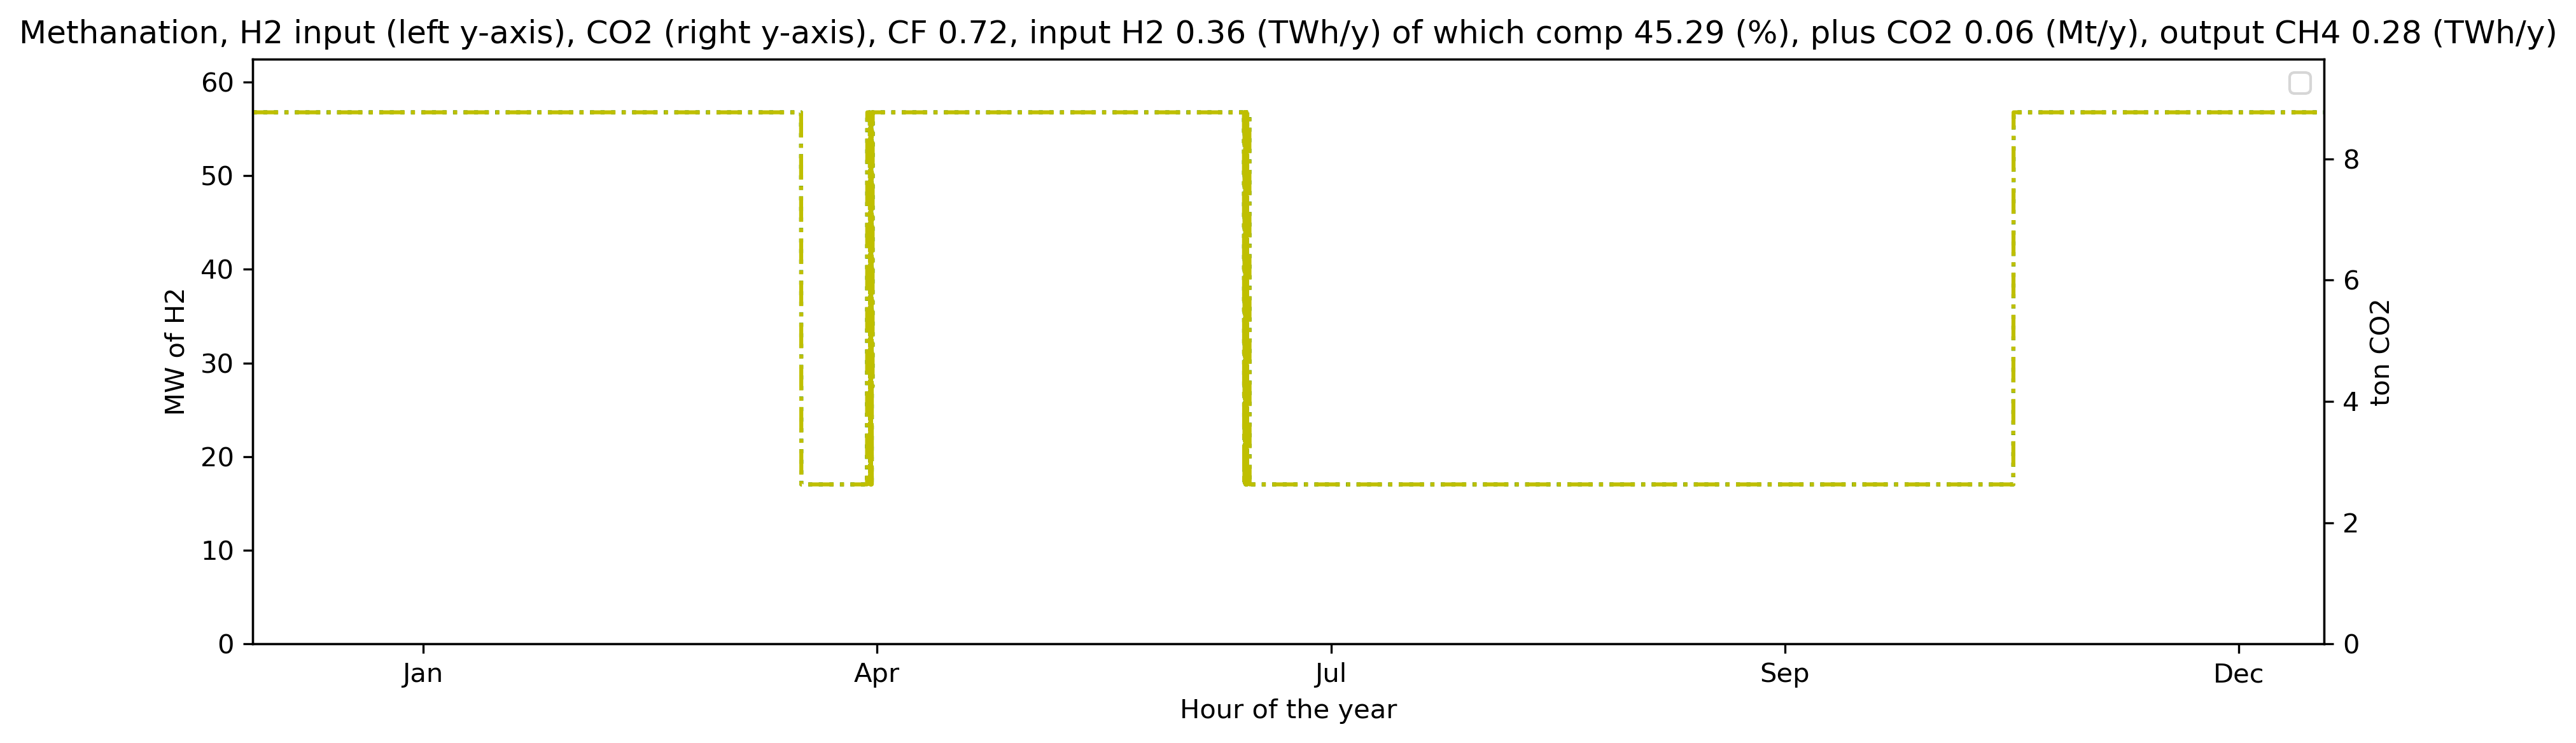 Methanation, H2 input (left y-axis), CO2 (right y-axis), CF 0.72, input H2 0.36 (TWh/y) of which comp 45.29 (%), plus CO2 0.06 (Mt/y), output CH4 0.28 (TWh/y)
60
50
40
30
20
10
0
MW of H2
8
6
4
2
0
ton CO2
Jan Apr Jul Sep Dec
Hour of the year